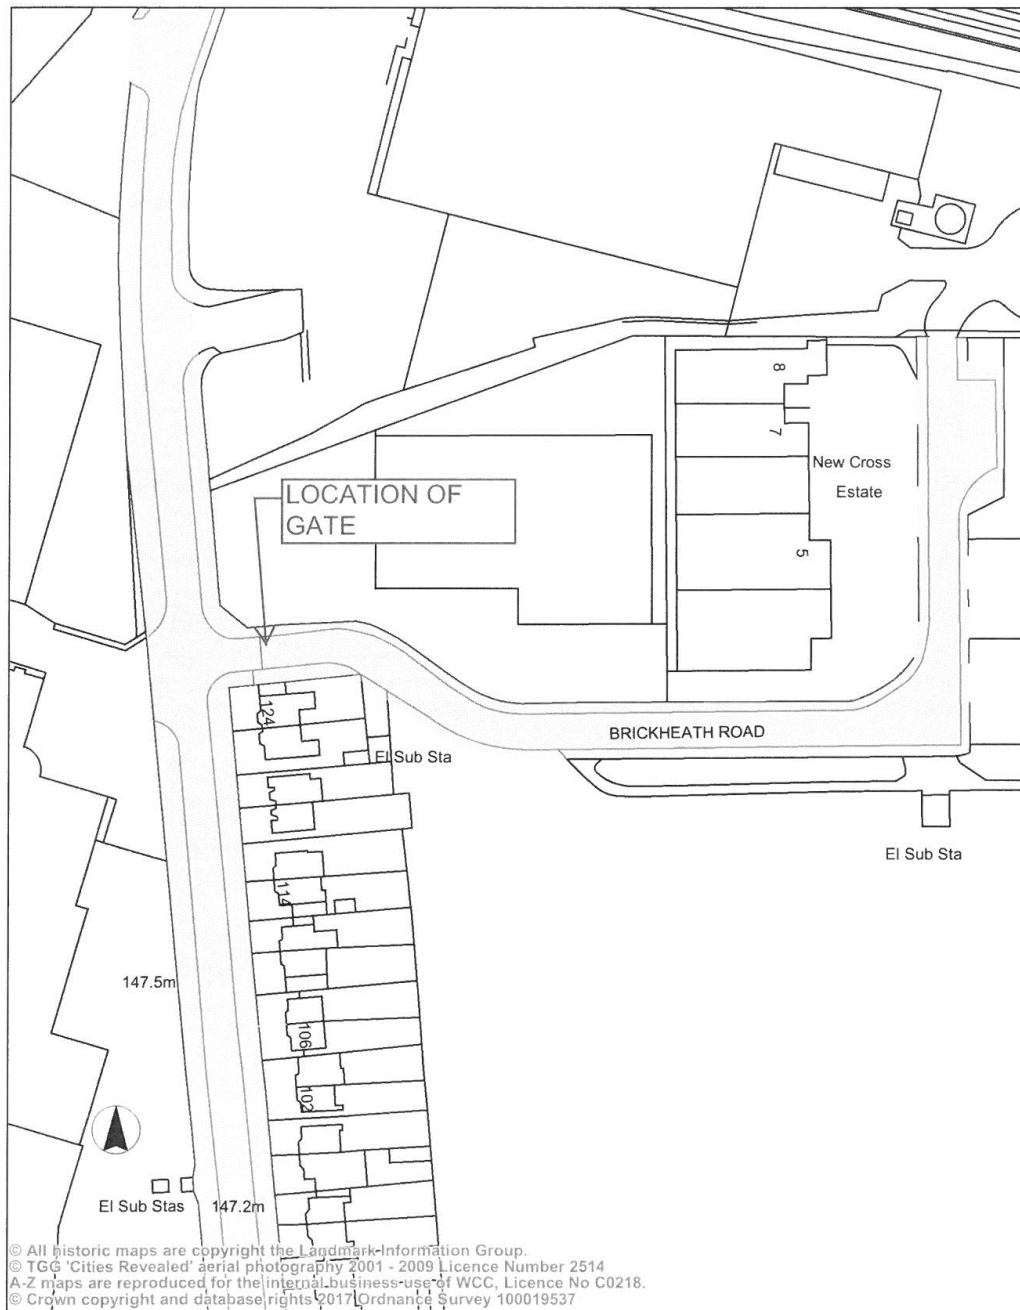 8
7
New Cross
Estate
LOCATION OF
GATE
5
124
BRICKHEATH ROAD
El Sub Sta
El Sub Sta
114
147.5m
106
102
El Sub Stas
147.2m
© All historic maps are copyright the Landmark Information Group.
© TGG 'Cities Revealed' aerial photography 2001 - 2009 Licence Number 2514
A-Z maps are reproduced for the internal business use of WCC, Licence No C0218.
© Crown copyright and database rights 2017 Ordnance Survey 100019537